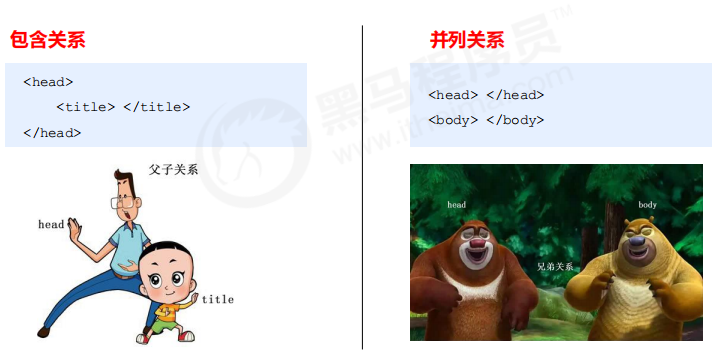 包含关系
<head>
<title> </title>
</head>
父子关系
head
title
并列关系
<head> </head>
<body> </body>
head
body
兄弟关系
黑马程序员™
www.itheima.com